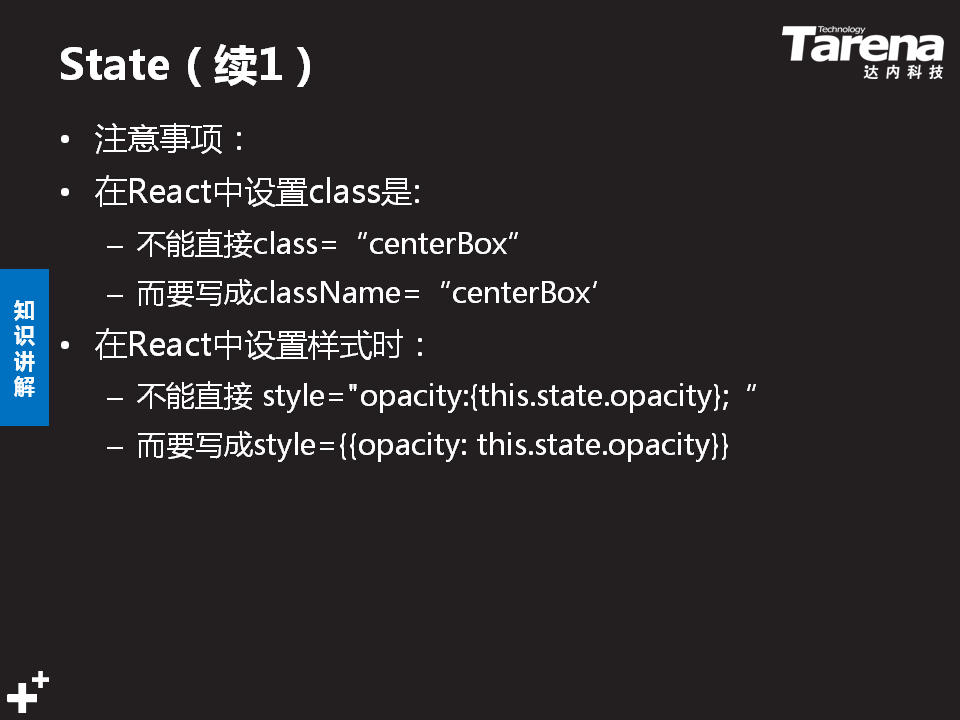 State（续1）
Technology
Tarena
达内科技
• 注意事项：
• 在React中设置class是:
– 不能直接class=“centerBox”
– 而要写成className=“centerBox’
• 在React中设置样式时：
– 不能直接 style="opacity:{this.state.opacity};”
– 而要写成style={{opacity: this.state.opacity}}
知识讲解